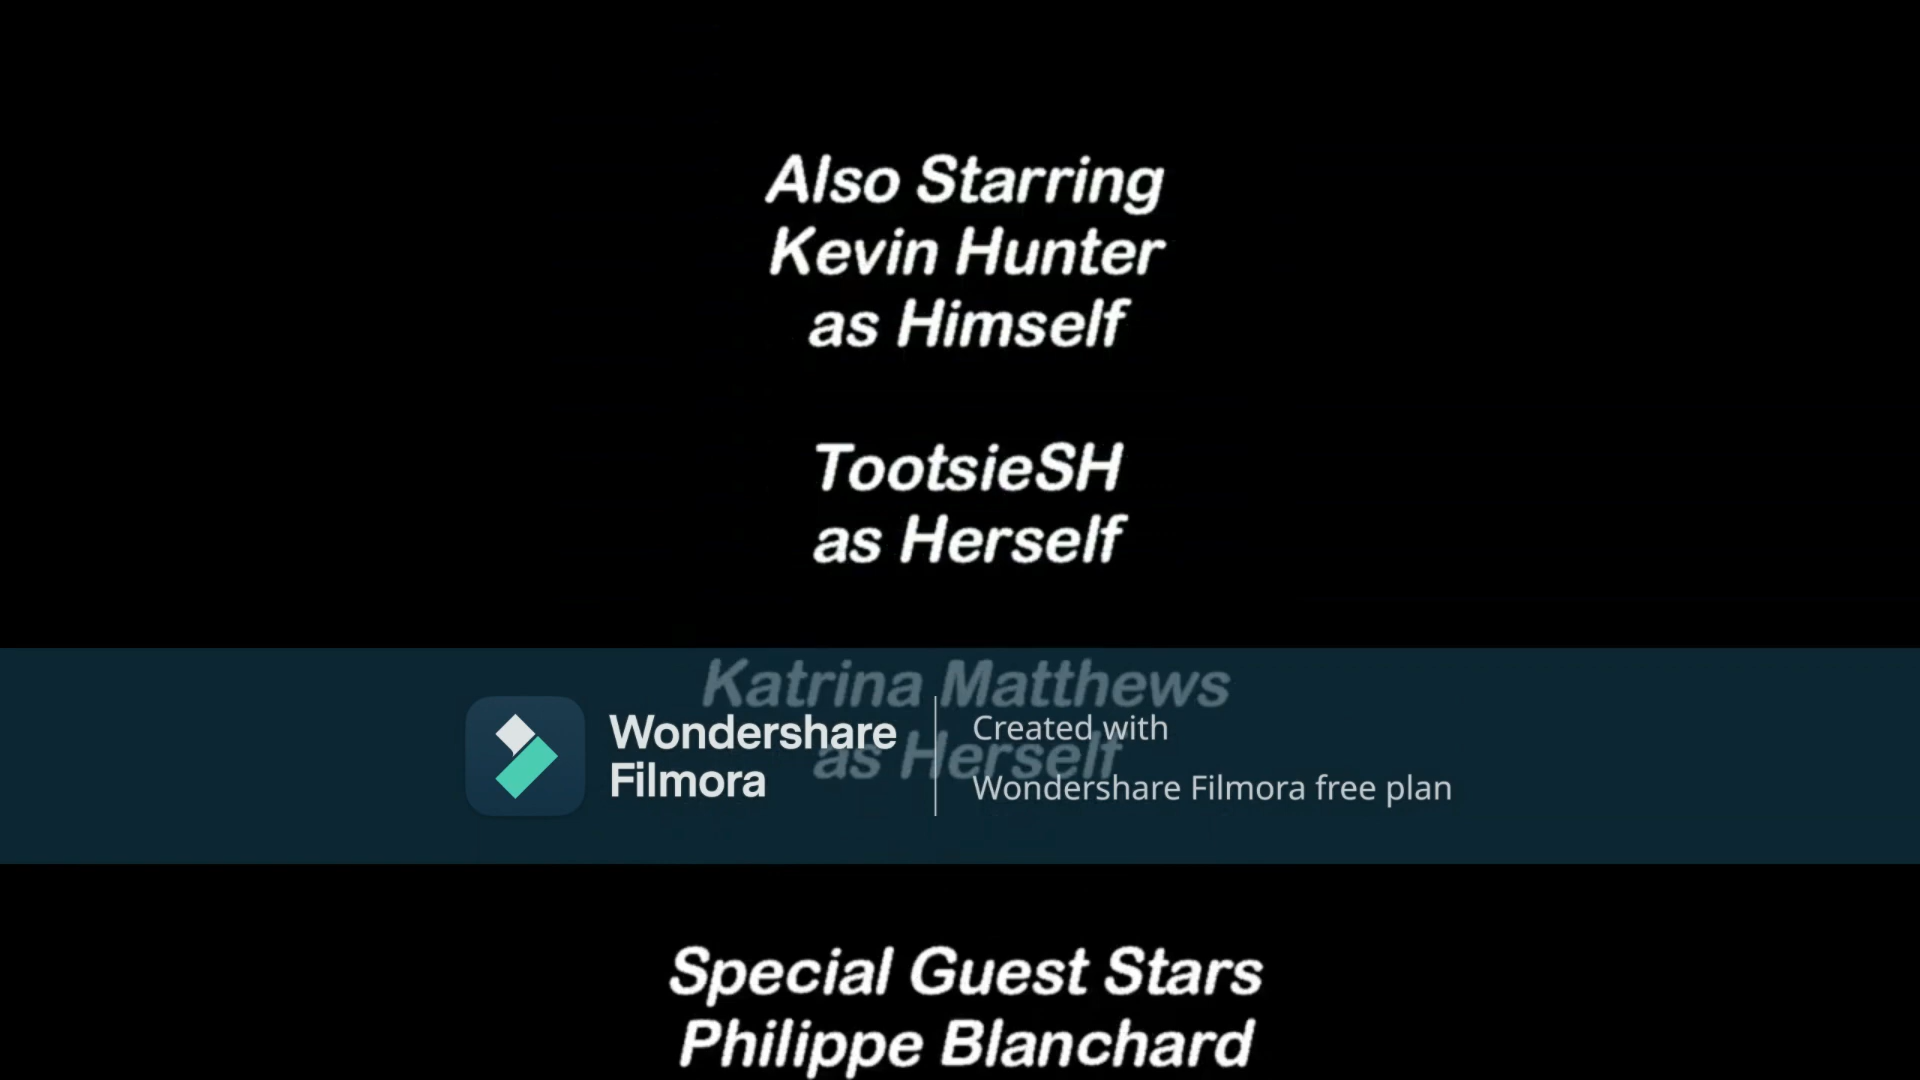 Also Starring
Kevin Hunter
as Himself
TootsieSH
as Herself
Katrina Matthews
as Herself
Wondershare
Filmora
Created with
Wondershare Filmora free plan
Special Guest Stars
Philippe Blanchard